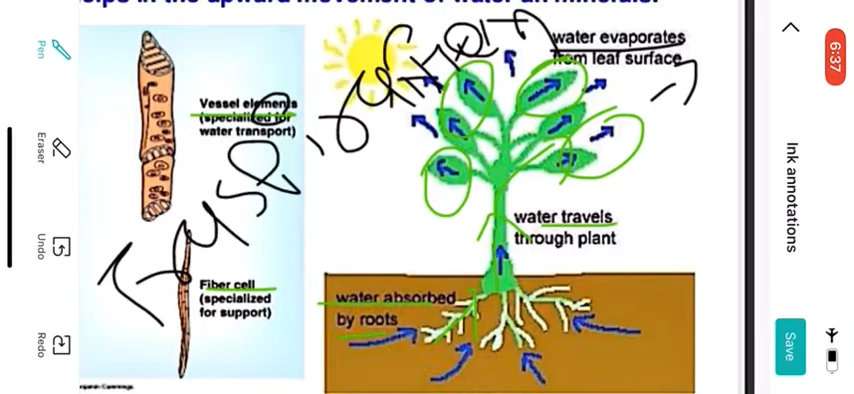 Vessel elements
(specialized for
water transport)
Fiber cell
(specialized
for support)
water evaporates
from leaf surface
water travels
through plant
water absorbed
by roots
Pen
Eraser
Undo
Redo
6:37
Ink annotations
Save